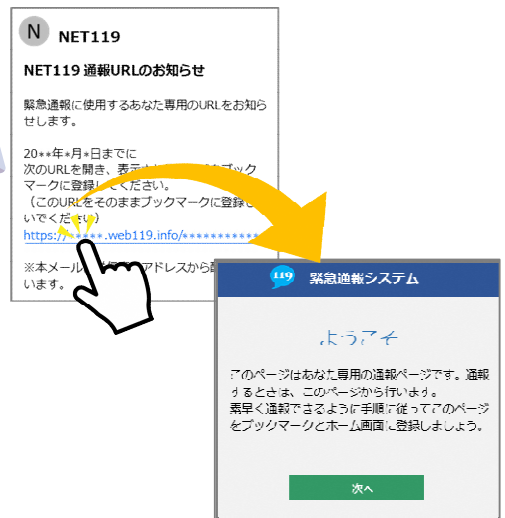 N NET119
NET119 通報URLのお知らせ
緊急通報に使用するあなた専用のURLをお知ら
せします。
20**年*月*日までに
次のURLを開き、表示 ブック
マークに登録してください。
（このURLをそのままブックマークに登録
いでください）
https://*****.web119.info/************
※本メール アドレスから
います。
119 緊急通報システム
ようこそ
このページはあなた専用の通報ページです。通報
するときは、このページから行います。
素早く通報できるように手順に従ってこのページ
をブックマークとホーム画面に登録しましょう。
次へ